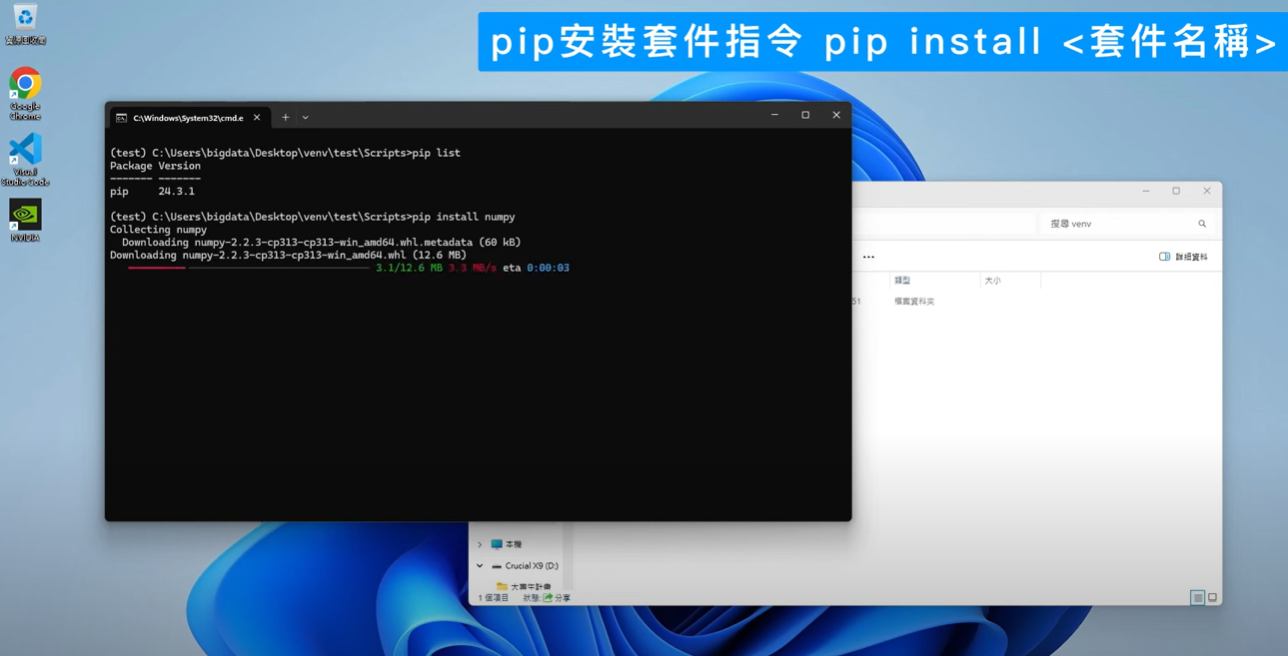 pip安裝套件指令 pip install <套件名稱>
資源回收筒
Google
Chrome
Visual
Studio Code
NVIDIA
C:\Windows\System32\cmd.e
(test) C:\Users\bigdata\Desktop\venv\test\Scripts>pip list
Package Version
------- -------
pip 24.3.1
(test) C:\Users\bigdata\Desktop\venv\test\Scripts>pip install numpy
Collecting numpy
Downloading numpy-2.2.3-cp313-cp313-win_amd64.whl.metadata (60 kB)
Downloading numpy-2.2.3-cp313-cp313-win_amd64.whl (12.6 MB)
3.1/12.6 MB 3.3 MB/s eta 0:00:03
搜尋 venv
詳細資料
類型
大小
51
檔案資料夾
本機
Crucial X9 (D:)
1 個項目
狀態:
分享